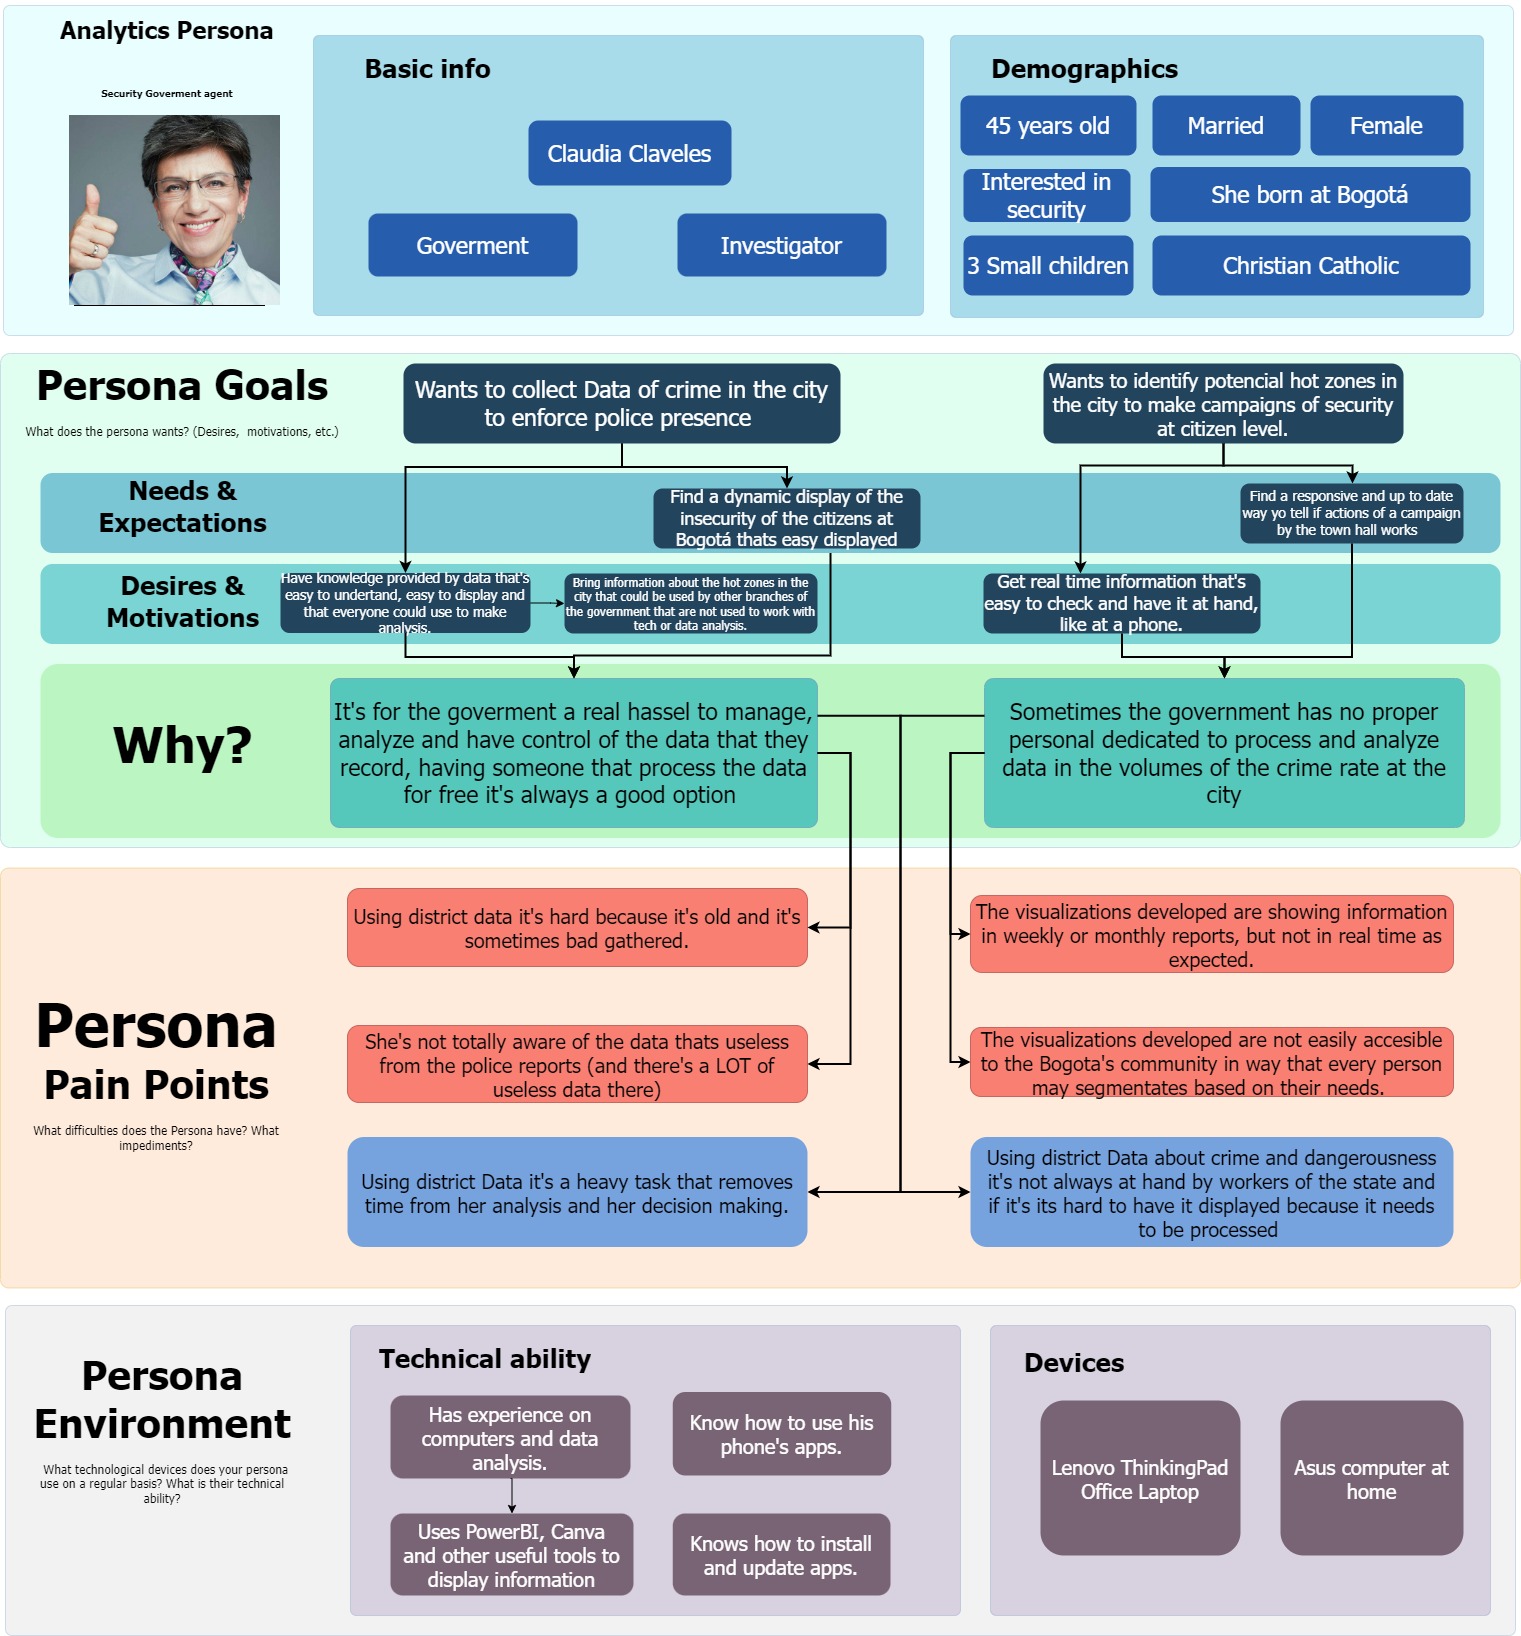 Analytics Persona
Security Goverment agent
Basic info
Claudia Claveles
Goverment
Investigator
Demographics
45 years old
Married
Female
Interested in
security
She born at Bogotá
3 Small children
Christian Catholic
Persona Goals
What does the persona wants? (Desires, motivations, etc.)
Wants to collect Data of crime in the city
to enforce police presence
Wants to identify potencial hot zones in
the city to make campaigns of security
at citizen level.
Needs &
Expectations
Find a dynamic display of the
insecurity of the citizens at
Bogotá thats easy displayed
Find a responsive and up to date
way yo tell if actions of a campaign
by the town hall works
Desires &
Motivations
Have knowledge provided by data that's
easy to undertand, easy to display and
that everyone could use to make
analysis.
Bring information about the hot zones in the
city that could be used by other branches of
the government that are not used to work with
tech or data analysis.
Get real time information that's
easy to check and have it at hand,
like at a phone.
Why?
It's for the goverment a real hassel to manage,
analyze and have control of the data that they
record, having someone that process the data
for free it's always a good option
Sometimes the government has no proper
personal dedicated to process and analyze
data in the volumes of the crime rate at the
city
Persona
Pain Points
What difficulties does the Persona have? What
impediments?
Using district data it's hard because it's old and it's
sometimes bad gathered.
The visualizations developed are showing information
in weekly or monthly reports, but not in real time as
expected.
She's not totally aware of the data thats useless
from the police reports (and there's a LOT of
useless data there)
The visualizations developed are not easily accesible
to the Bogota's community in way that every person
may segmentates based on their needs.
Using district Data it's a heavy task that removes
time from her analysis and her decision making.
Using district Data about crime and dangerousness
it's not always at hand by workers of the state and
if it's its hard to have it displayed because it needs
to be processed
Persona
Environment
What technological devices does your persona
use on a regular basis? What is their technical
ability?
Technical ability
Has experience on
computers and data
analysis.
Know how to use his
phone's apps.
Uses PowerBI, Canva
and other useful tools to
display information
Knows how to install
and update apps.
Devices
Lenovo ThinkingPad
Office Laptop
Asus computer at
home